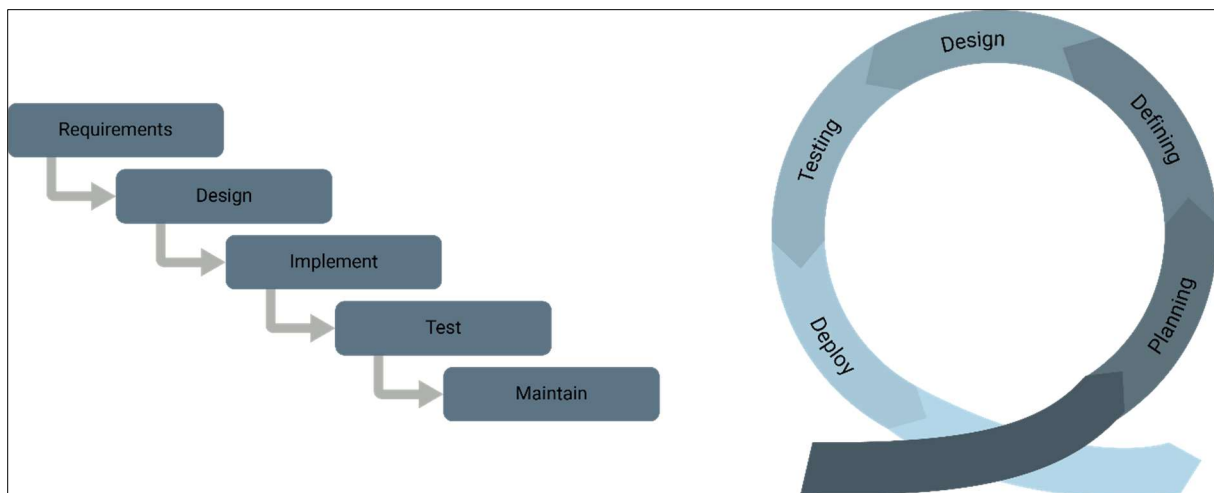 Requirements
Design
Implement
Test
Maintain
Planning
Defining
Design
Testing
Deploy